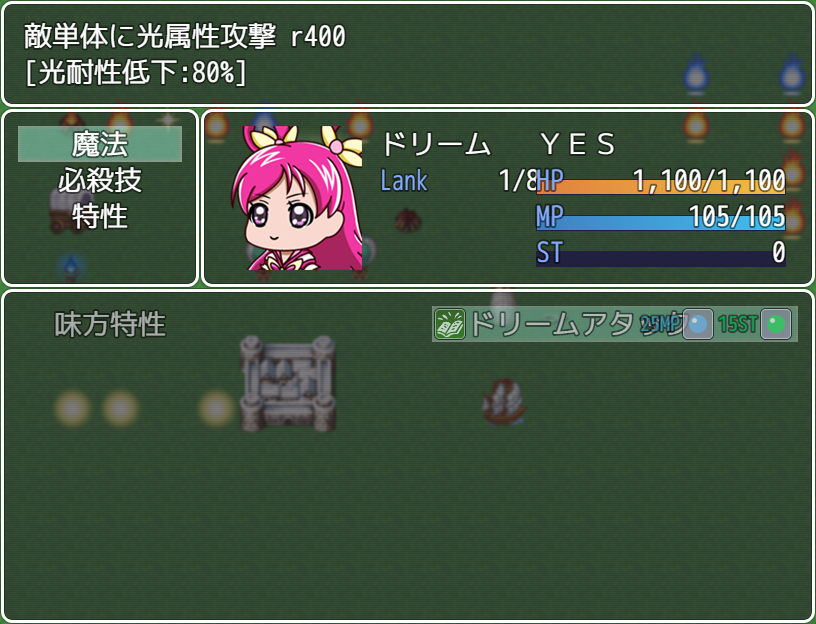 敵単体に光属性攻撃 r400
[光耐性低下:80%]
魔法
必殺技
特性
ドリーム YES
Lank 1/8
HP 1,100/1,100
MP 105/105
ST 0
味方特性
ドリームアタック 25MP 15ST